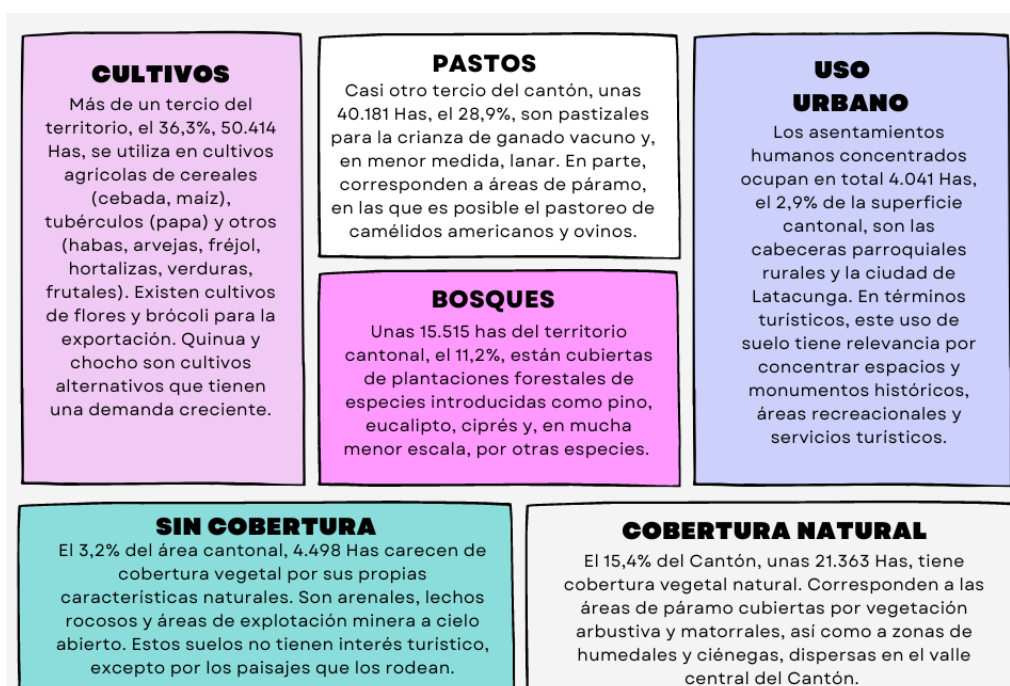 CULTIVOS
Más de un tercio del
territorio, el 36,3%, 50.414
Has, se utiliza en cultivos
agrícolas de cereales
(cebada, maíz),
tubérculos (papa) y otros
(habas, arvejas, fréjol,
hortalizas, verduras,
frutales). Existen cultivos
de flores y brócoli para la
exportación. Quinua y
chocho son cultivos
alternativos que tienen
una demanda creciente.
PASTOS
Casi otro tercio del cantón, unas
40.181 Has, el 28,9%, son pastizales
para la crianza de ganado vacuno y,
en menor medida, lanar. En parte,
corresponden a áreas de páramo,
en las que es posible el pastoreo de
camélidos americanos y ovinos.
BOSQUES
Unas 15.515 has del territorio
cantonal, el 11,2%, están cubiertas
de plantaciones forestales de
especies introducidas como pino,
eucalipto, ciprés y, en mucha
menor escala, por otras especies.
USO
URBANO
Los asentamientos
humanos concentrados
ocupan en total 4.041 Has,
el 2,9% de la superficie
cantonal, son las
cabeceras parroquiales
rurales y la ciudad de
Latacunga. En términos
turísticos, este uso de
suelo tiene relevancia por
concentrar espacios y
monumentos históricos,
áreas recreacionales y
servicios turísticos.
SIN COBERTURA
El 3,2% del área cantonal, 4.498 Has carecen de
cobertura vegetal por sus propias
características naturales. Son arenales, lechos
rocosos y áreas de explotación minera a cielo
abierto. Estos suelos no tienen interés turístico,
excepto por los paisajes que los rodean.
COBERTURA NATURAL
El 15,4% del Cantón, unas 21.363 Has, tiene
cobertura vegetal natural. Corresponden a las
áreas de páramo cubiertas por vegetación
arbustiva y matorrales, así como a zonas de
humedales y ciénegas, dispersas en el valle
central del Cantón.